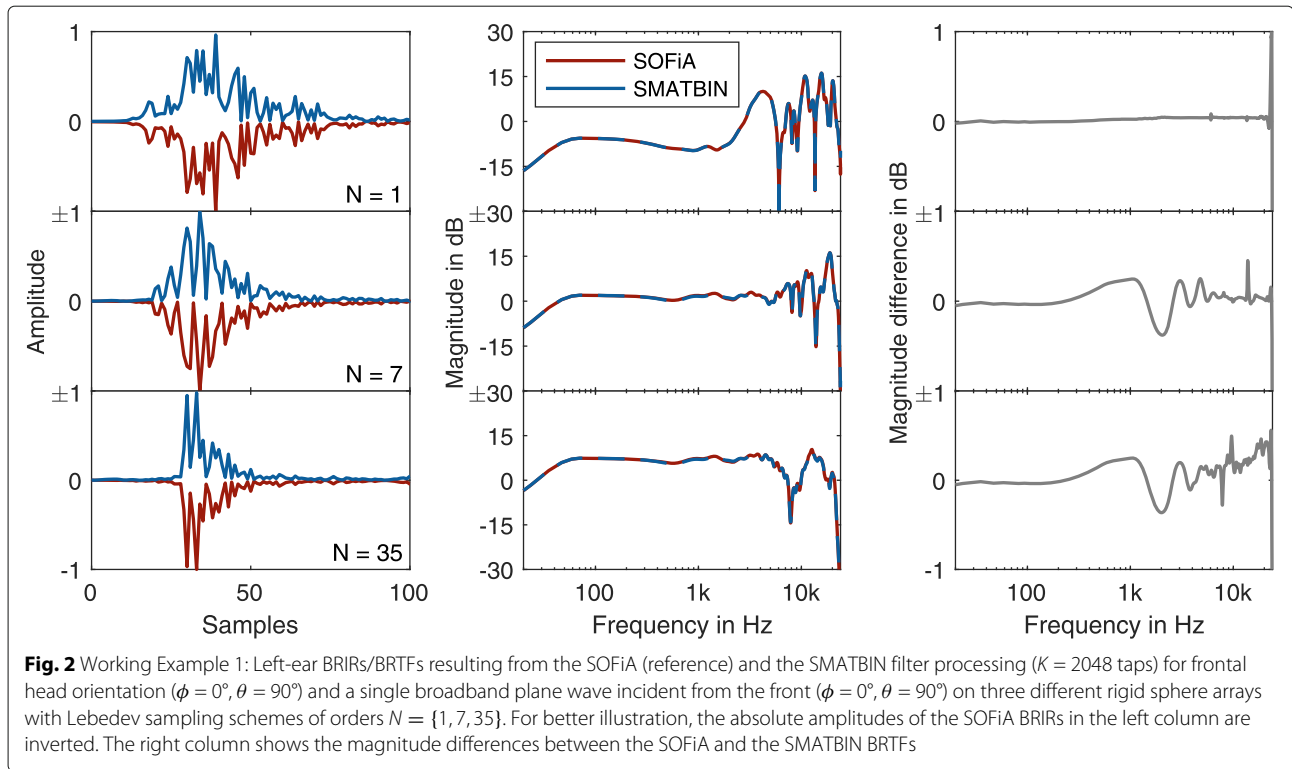 1
0
±1
0
±1
0
-1
Amplitude
N = 1
N = 7
N = 35
0
50
100
Samples
30
15
0
-15
±30
15
0
-15
±30
15
0
-15
-30
Magnitude in dB
SOFiA
SMATBIN
100
1k
10k
Frequency in Hz
1
0
±1
0
±1
0
-1
Magnitude difference in dB
100
1k
10k
Frequency in Hz
Fig. 2 Working Example 1: Left-ear BRIRs/BRTFs resulting from the SOFiA (reference) and the SMATBIN filter processing (K = 2048 taps) for frontal
head orientation (ϕ = 0°, θ = 90°) and a single broadband plane wave incident from the front (ϕ = 0°, θ = 90°) on three different rigid sphere arrays
with Lebedev sampling schemes of orders N = {1, 7, 35}. For better illustration, the absolute amplitudes of the SOFiA BRIRs in the left column are
inverted. The right column shows the magnitude differences between the SOFiA and the SMATBIN BRTFs